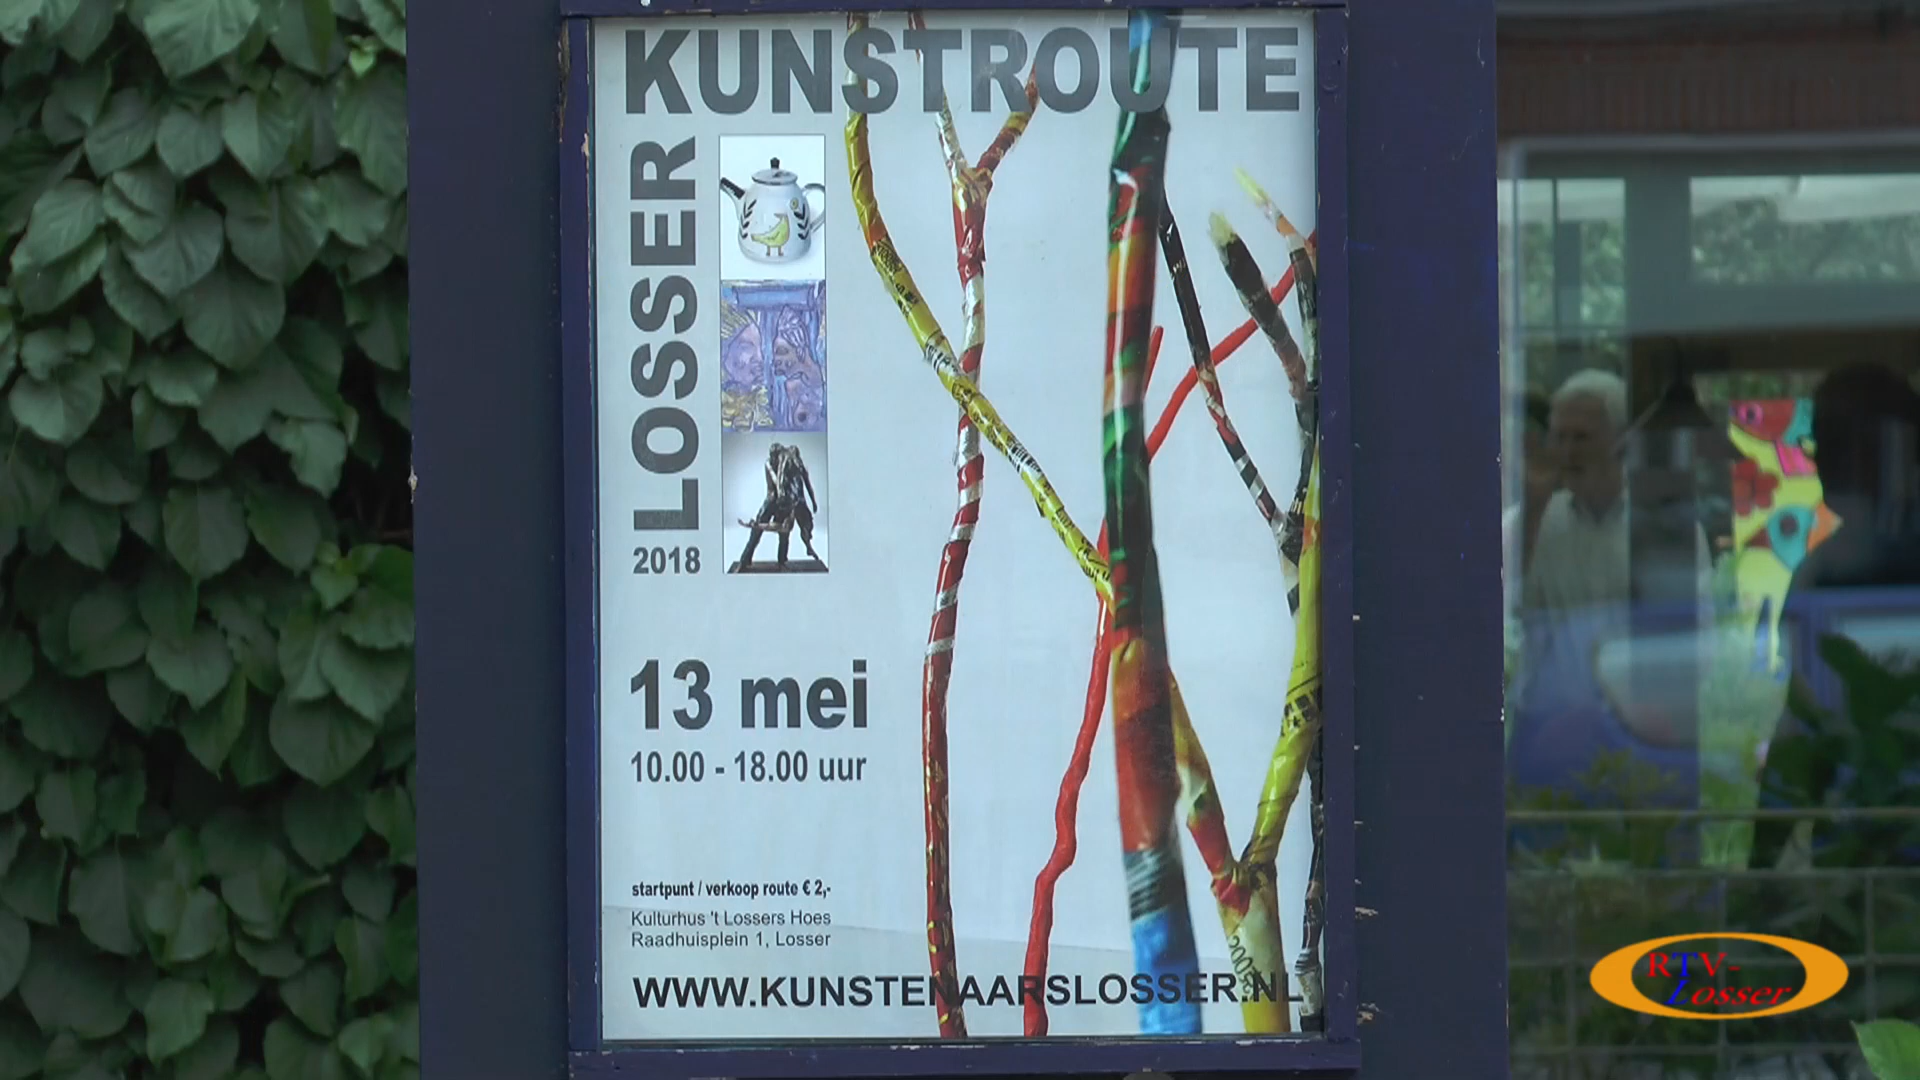 KUNSTROUTE
LOSSER
2018
13 mei
10.00 - 18.00 uur
startpunt / verkoop route € 2,-
Kulturhus 't Lossers Hoes
Raadhuisplein 1, Losser
WWW.KUNSTENAARSLOSSER.NL
RTV-
Losser